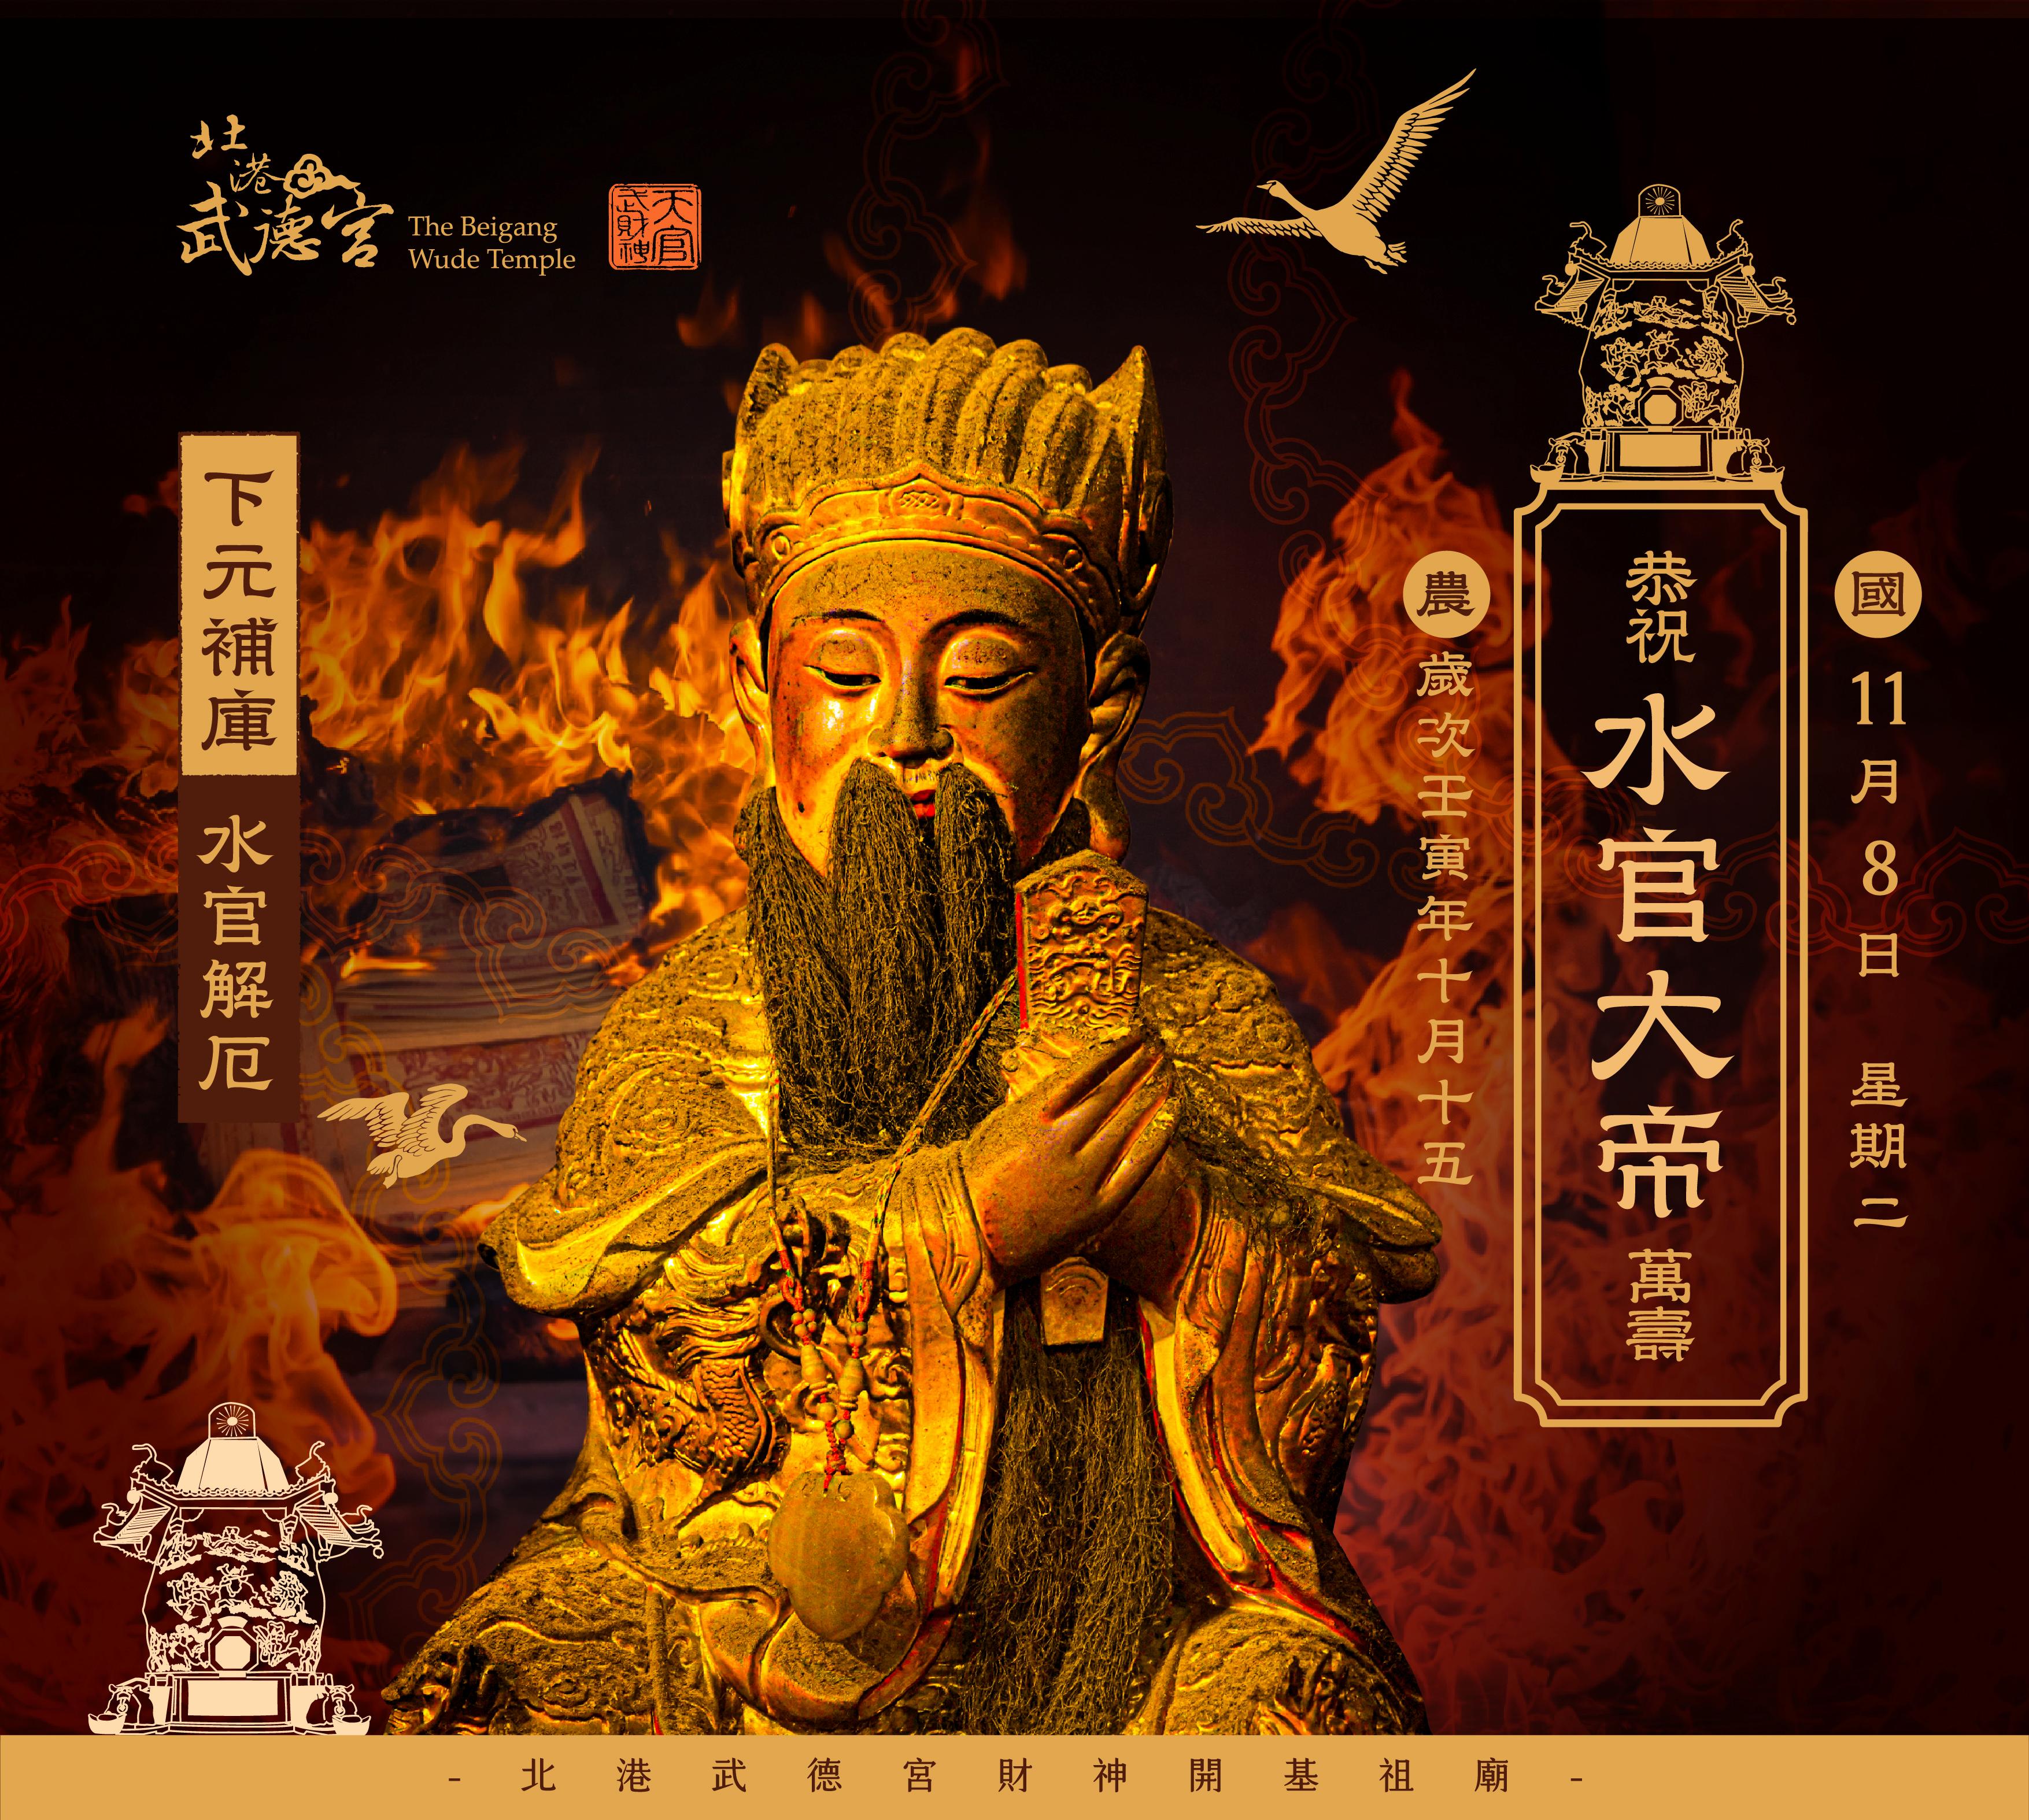 北港
武德宮
The Beigang
Wude Temple
天官
武財神
國 11月8日 星期二
恭祝 水官大帝 萬壽
農 歲次壬寅年十月十五
下元補庫 水官解厄
- 北港武德宮財神開基祖廟 -